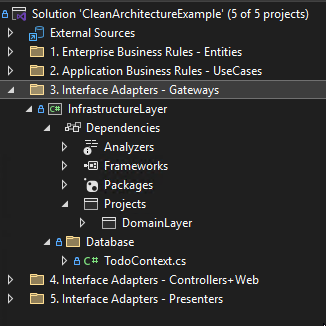 Solution 'CleanArchitectureExample' (5 of 5 projects)
External Sources
1. Enterprise Business Rules - Entities
2. Application Business Rules - UseCases
3. Interface Adapters - Gateways
C# InfrastructureLayer
Dependencies
Analyzers
Frameworks
Packages
Projects
DomainLayer
Database
C# TodoContext.cs
4. Interface Adapters - Controllers+Web
5. Interface Adapters - Presenters